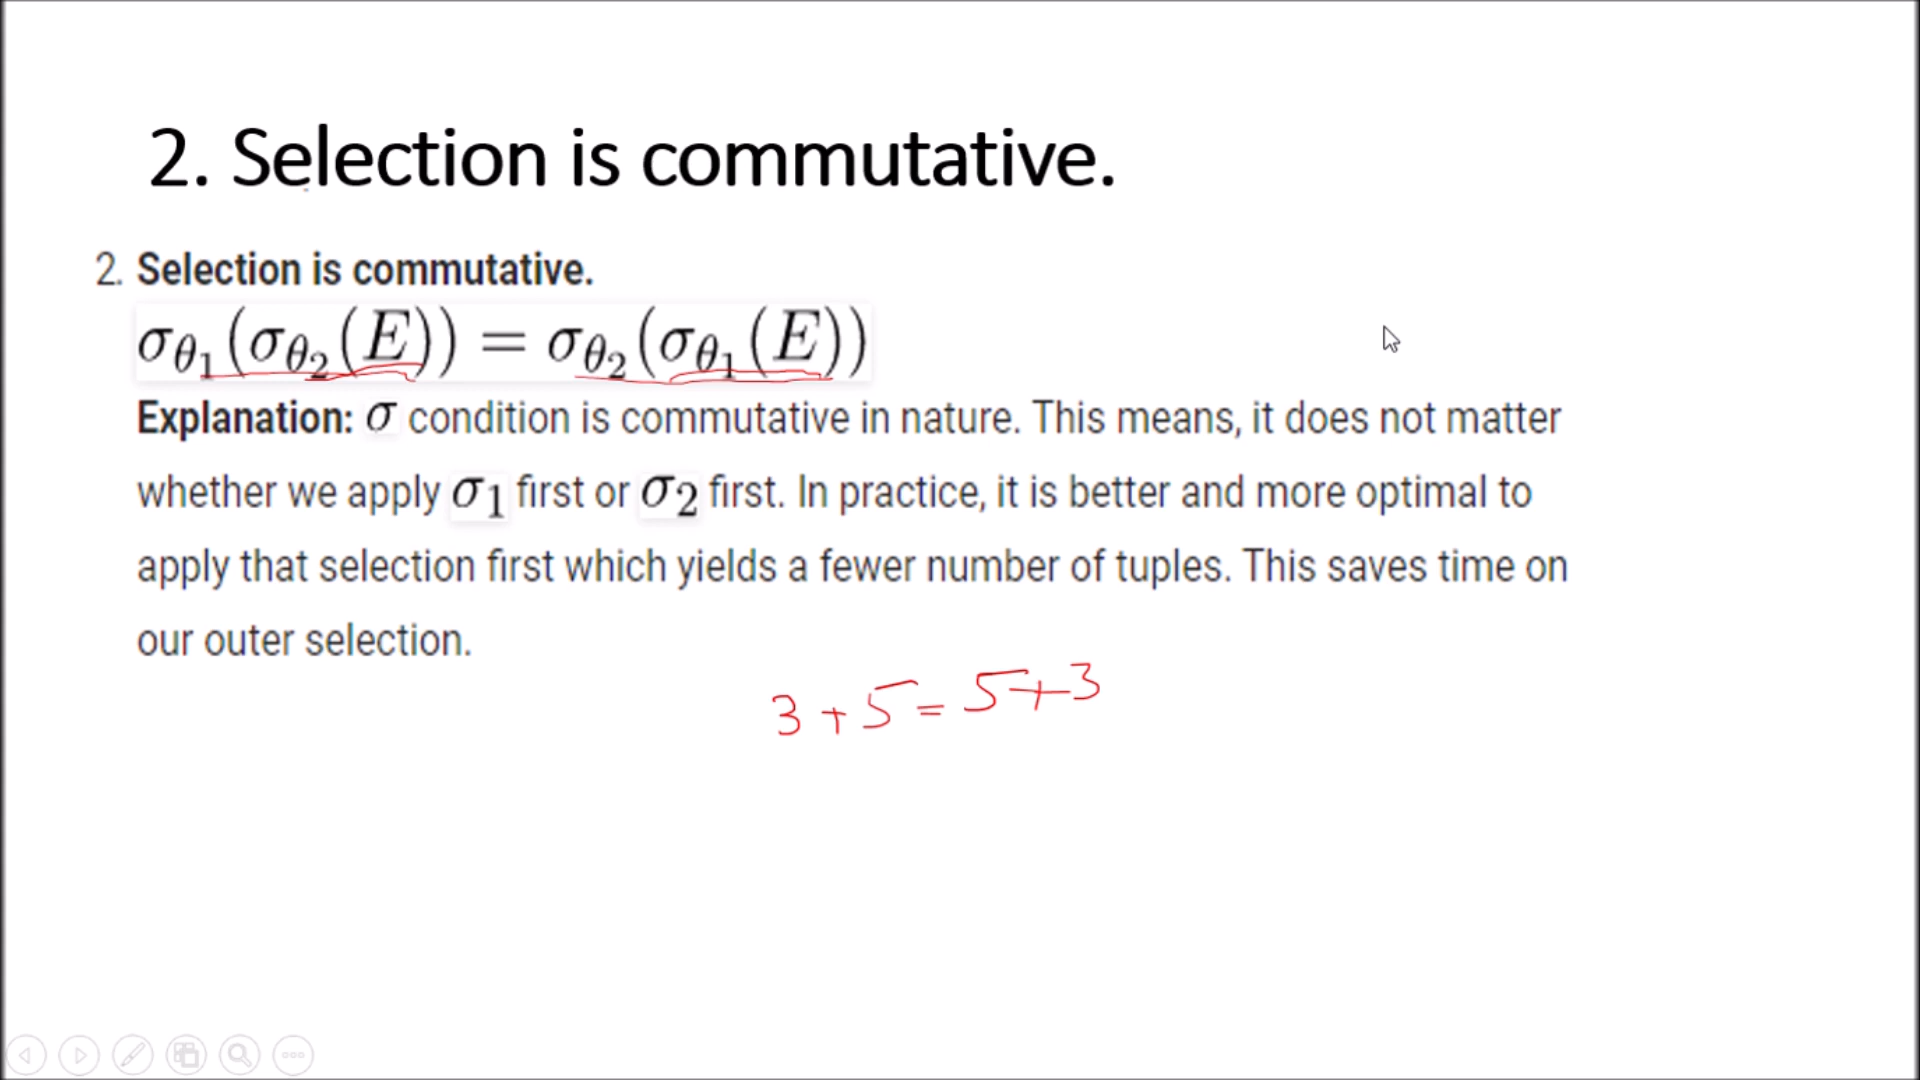 2. Selection is commutative.
2. Selection is commutative.
σθ₁(σθ₂(E)) = σθ₂(σθ₁(E))
Explanation: σ condition is commutative in nature. This means, it does not matter
whether we apply σ1 first or σ2 first. In practice, it is better and more optimal to
apply that selection first which yields a fewer number of tuples. This saves time on
our outer selection.
3 + 5 = 5+3